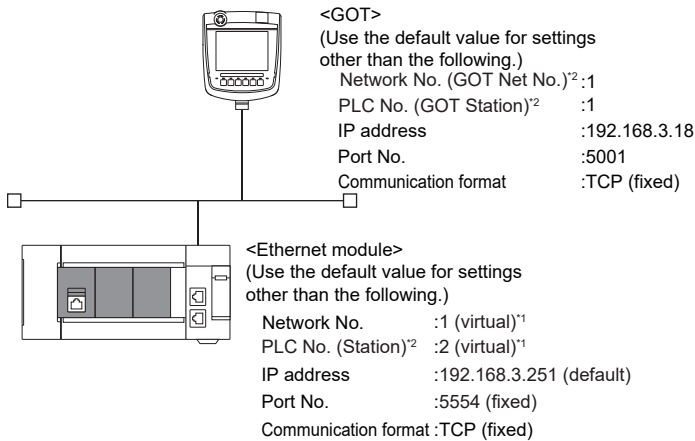 <GOT>
(Use the default value for settings
other than the following.)
Network No. (GOT Net No.)*2 :1
PLC No. (GOT Station)*2 :1
IP address :192.168.3.18
Port No. :5001
Communication format :TCP (fixed)
<Ethernet module>
(Use the default value for settings
other than the following.)
Network No. :1 (virtual)*1
PLC No. (Station)*2 :2 (virtual)*1
IP address :192.168.3.251 (default)
Port No. :5554 (fixed)
Communication format :TCP (fixed)